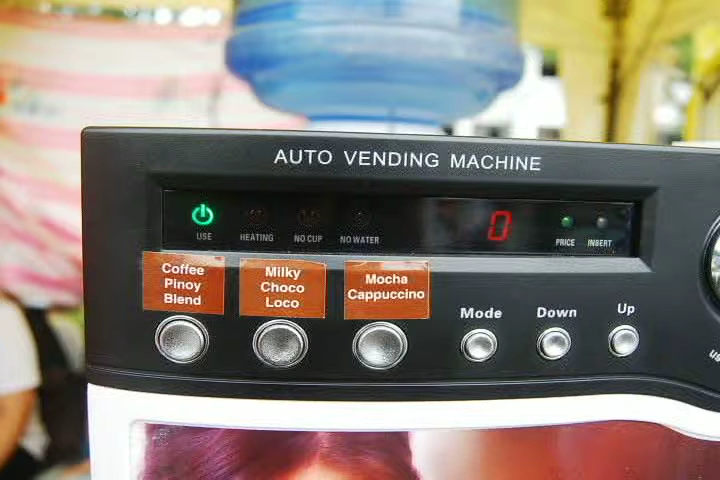 AUTO VENDING MACHINE
0
USE
HEATING
NO CUP
NO WATER
PRICE
INSERT
Coffee
Pinoy
Blend
Milky
Choco
Loco
Mocha
Cappuccino
Mode
Down
Up